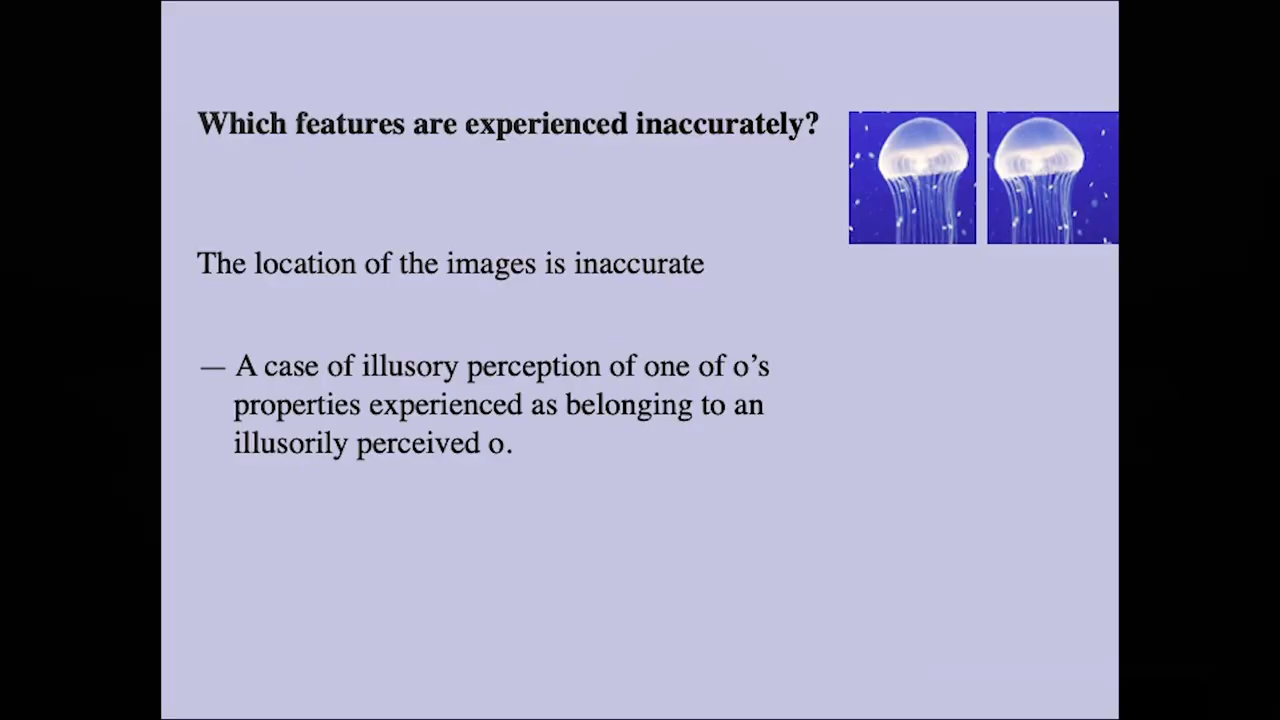 Which features are experienced inaccurately?
The location of the images is inaccurate
— A case of illusory perception of one of o’s
properties experienced as belonging to an
illusorily perceived o.